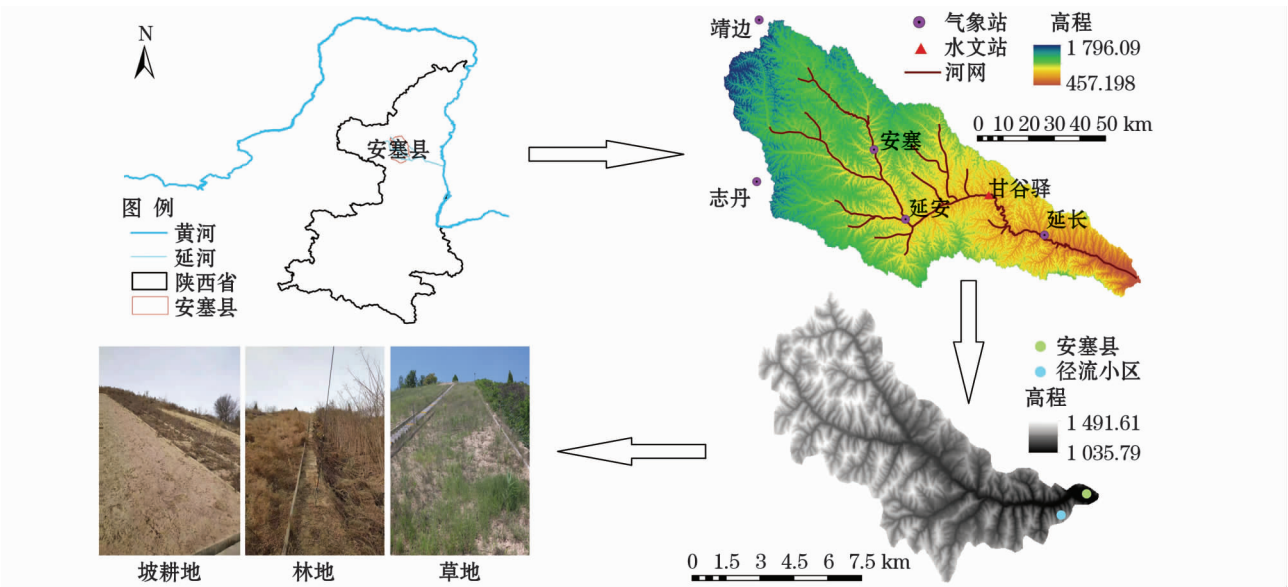 N
安塞县
图 例
黄河
延河
陕西省
安塞县
靖边
气象站
水文站
河网
高程
1 796.09
457.198
0 10 20 30 40 50 km
安塞
志丹
延安
甘谷驿
延长
安塞县
径流小区
高程
1 491.61
1 035.79
0 1.5 3 4.5 6 7.5 km
坡耕地
林地
草地